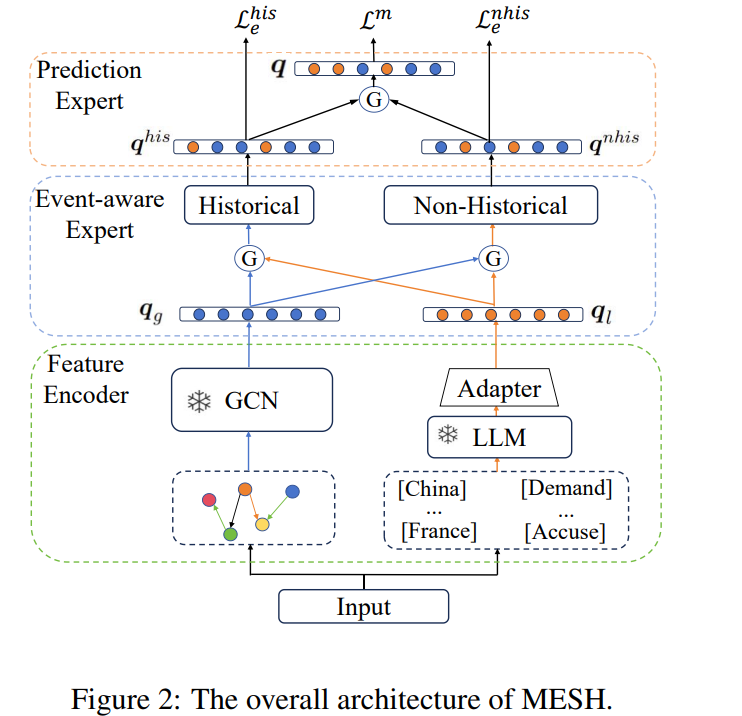 ℒ_e^{his} ℒ^m ℒ_e^{nhis}
Prediction
Expert
q
G
q^{his} q^{nhis}
Event-aware
Expert
Historical Non-Historical
G G
q_g q_l
Feature
Encoder
GCN
Adapter
LLM
[China] [Demand]
... ...
[France] [Accuse]
Input
Figure 2: The overall architecture of MESH.